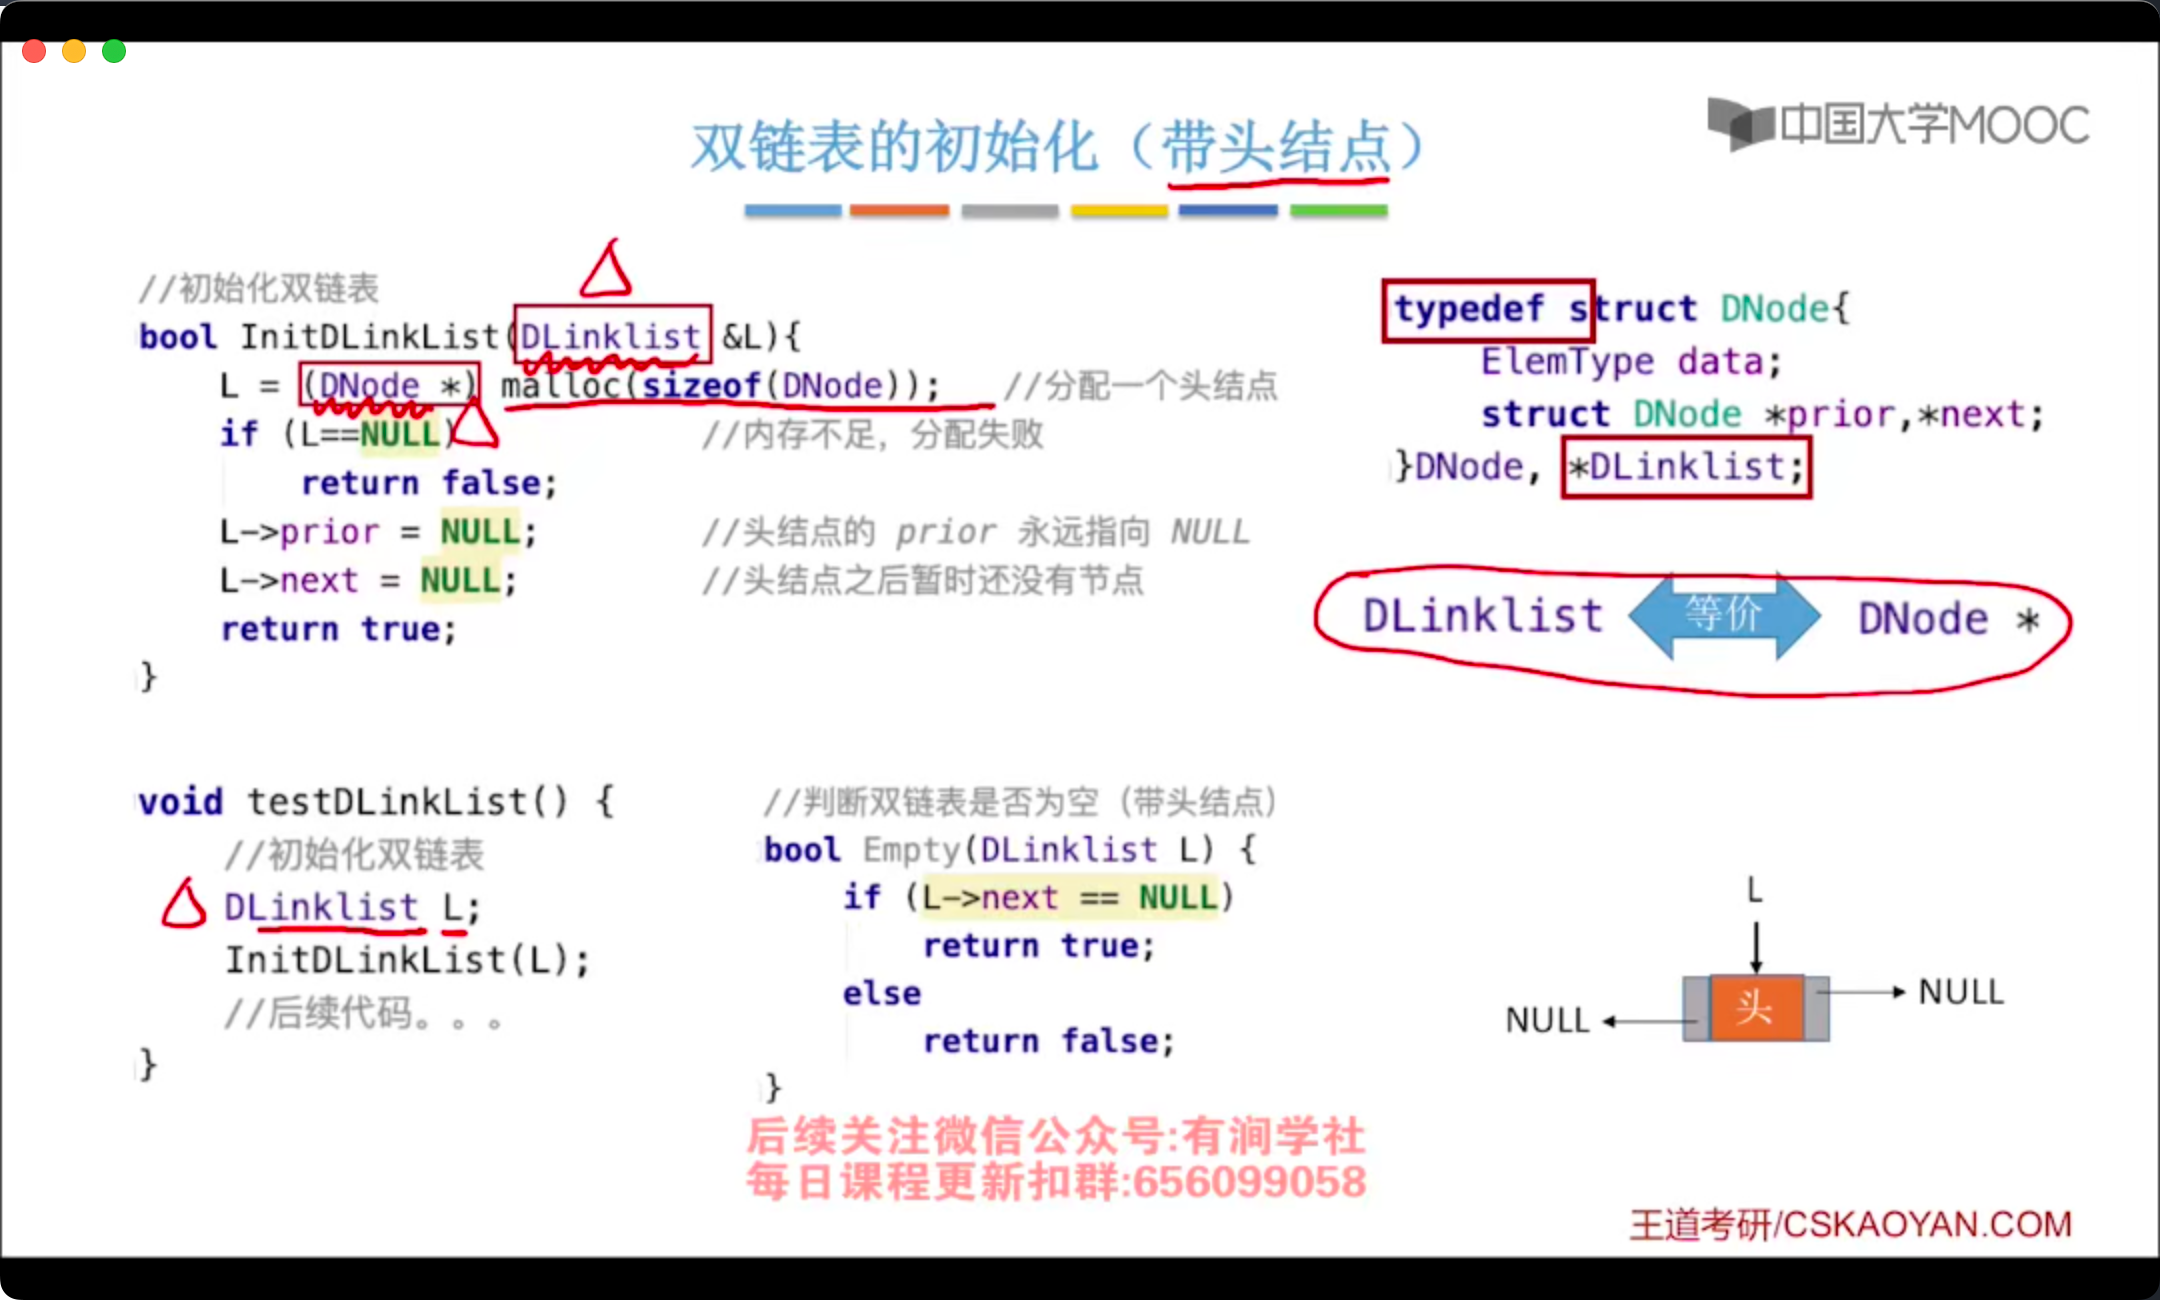 中国大学MOOC
双链表的初始化（带头结点）
//初始化双链表
bool InitDLinkList(DLinklist &L){
L = (DNode *) malloc(sizeof(DNode)); //分配一个头结点
if (L==NULL) //内存不足，分配失败
return false;
L->prior = NULL; //头结点的 prior 永远指向 NULL
L->next = NULL; //头结点之后暂时还没有节点
return true;
}
typedef struct DNode{
ElemType data;
struct DNode *prior,*next;
}DNode, *DLinklist;
DLinklist 等价 DNode *
void testDLinkList() {
//初始化双链表
DLinklist L;
InitDLinkList(L);
//后续代码。。。
}
//判断双链表是否为空（带头结点）
bool Empty(DLinklist L) {
if (L->next == NULL)
return true;
else
return false;
}
L
NULL 头 NULL
后续关注微信公众号:有涧学社
每日课程更新扣群:656099058
王道考研/CSKAOYAN.COM